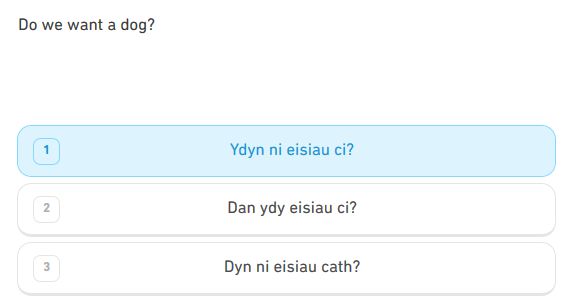 Do we want a dog?
1 Ydyn ni eisiau ci?
2 Dan ydy eisiau ci?
3 Dyn ni eisiau cath?